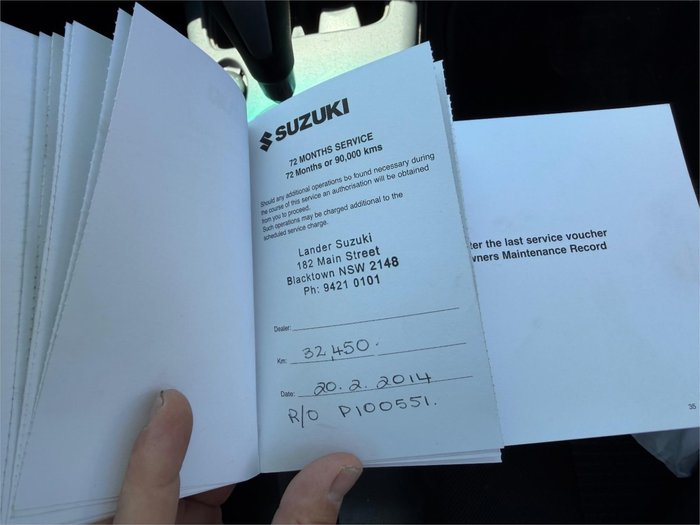 SUZUKI
72 MONTHS SERVICE
72 Months or 90,000 kms
Should any additional operations be found necessary during
the course of this service an authorisation will be obtained
from you to proceed.
Such operations may be charged additional to the
scheduled service charge.
Lander Suzuki
182 Main Street
Blacktown NSW 2148
Ph: 9421 0101
Dealer:
Km: 32,450.
Date: 20.2.2014
R/O P100551.
ter the last service voucher
wners Maintenance Record
35